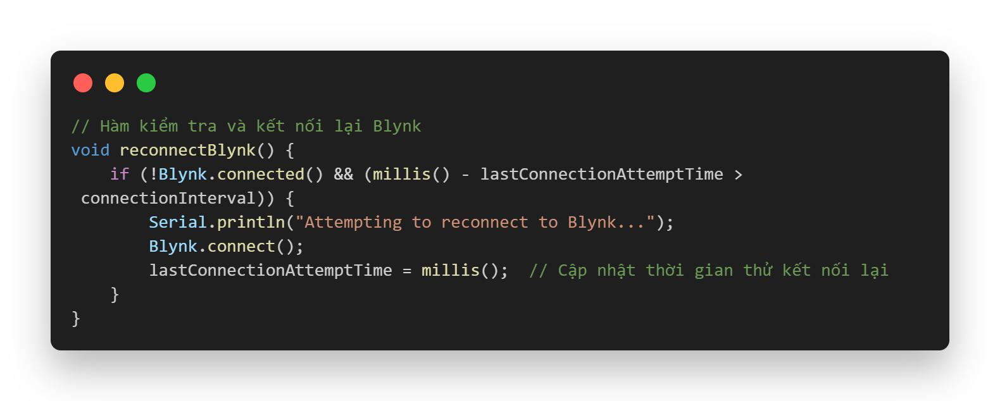 // Hàm kiểm tra và kết nối lại Blynk
void reconnectBlynk() {
    if (!Blynk.connected() && (millis() - lastConnectionAttemptTime >
 connectionInterval)) {
        Serial.println("Attempting to reconnect to Blynk...");
        Blynk.connect();
        lastConnectionAttemptTime = millis();  // Cập nhật thời gian thử kết nối lại
    }
}